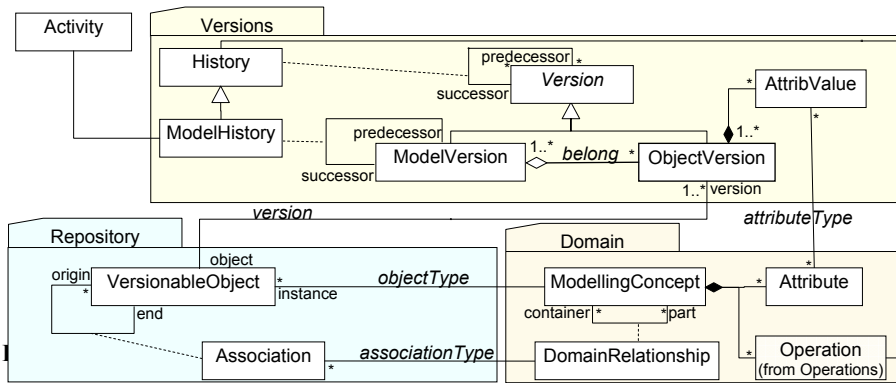 Activity
Versions
History
predecessor
* *
Version
successor
AttribValue
*
*
ModelHistory
predecessor
successor
ModelVersion
1..*
belong
*
ObjectVersion
1..*
1..* version
version
attributeType
Repository
Domain
origin
*
object
VersionableObject
*
instance
end
objectType
ModellingConcept
container * * part
*
Attribute
*
Association
*
associationType
DomainRelationship
*
Operation
(from Operations)